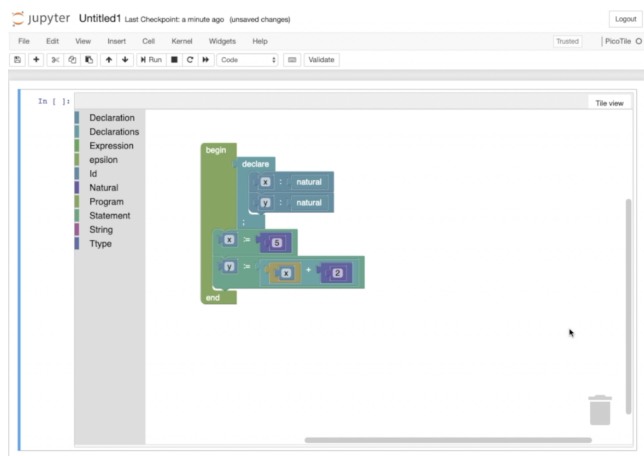 jupyter Untitled1 Last Checkpoint: a minute ago (unsaved changes) Logout
File Edit View Insert Cell Kernel Widgets Help Trusted PicoTile
Run Code Validate
In [ ]:
Tile view
Declaration
Declarations
Expression
epsilon
Id
Natural
Program
Statement
String
Ttype
begin
declare
x : natural
y : natural
;
x := 5
y := x + 2
end